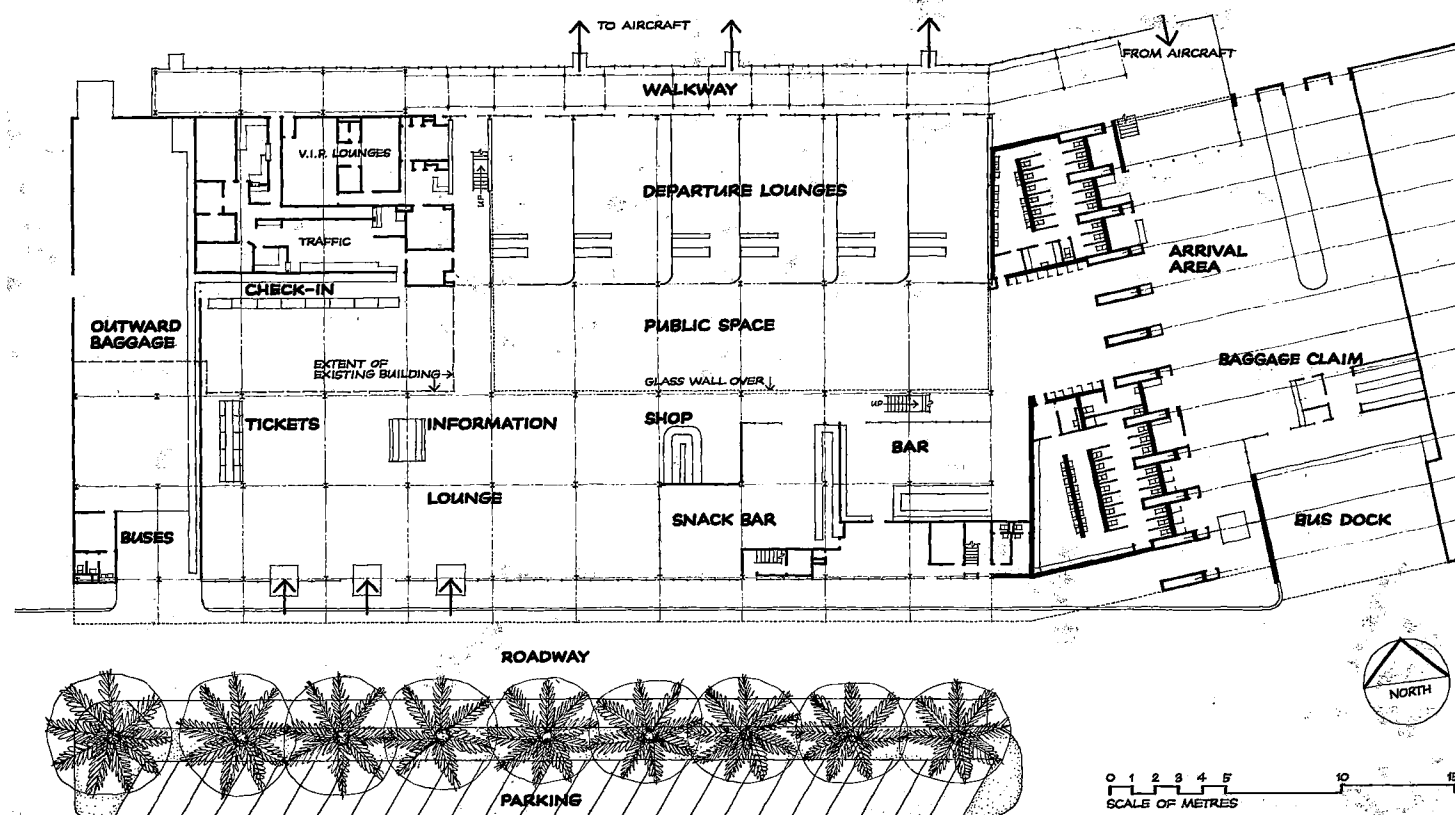 TO AIRCRAFT
FROM AIRCRAFT
WALKWAY
V.I.P. LOUNGES
UP
DEPARTURE LOUNGES
TRAFFIC
ARRIVAL
AREA
CHECK-IN
OUTWARD
BAGGAGE
PUBLIC SPACE
EXTENT OF
EXISTING BUILDING
GLASS WALL OVER
BAGGAGE CLAIM
UP
TICKETS
INFORMATION
SHOP
BAR
LOUNGE
SNACK BAR
BUS DOCK
BUSES
ROADWAY
NORTH
PARKING
0 1 2 3 4 5 10 15
SCALE OF METRES